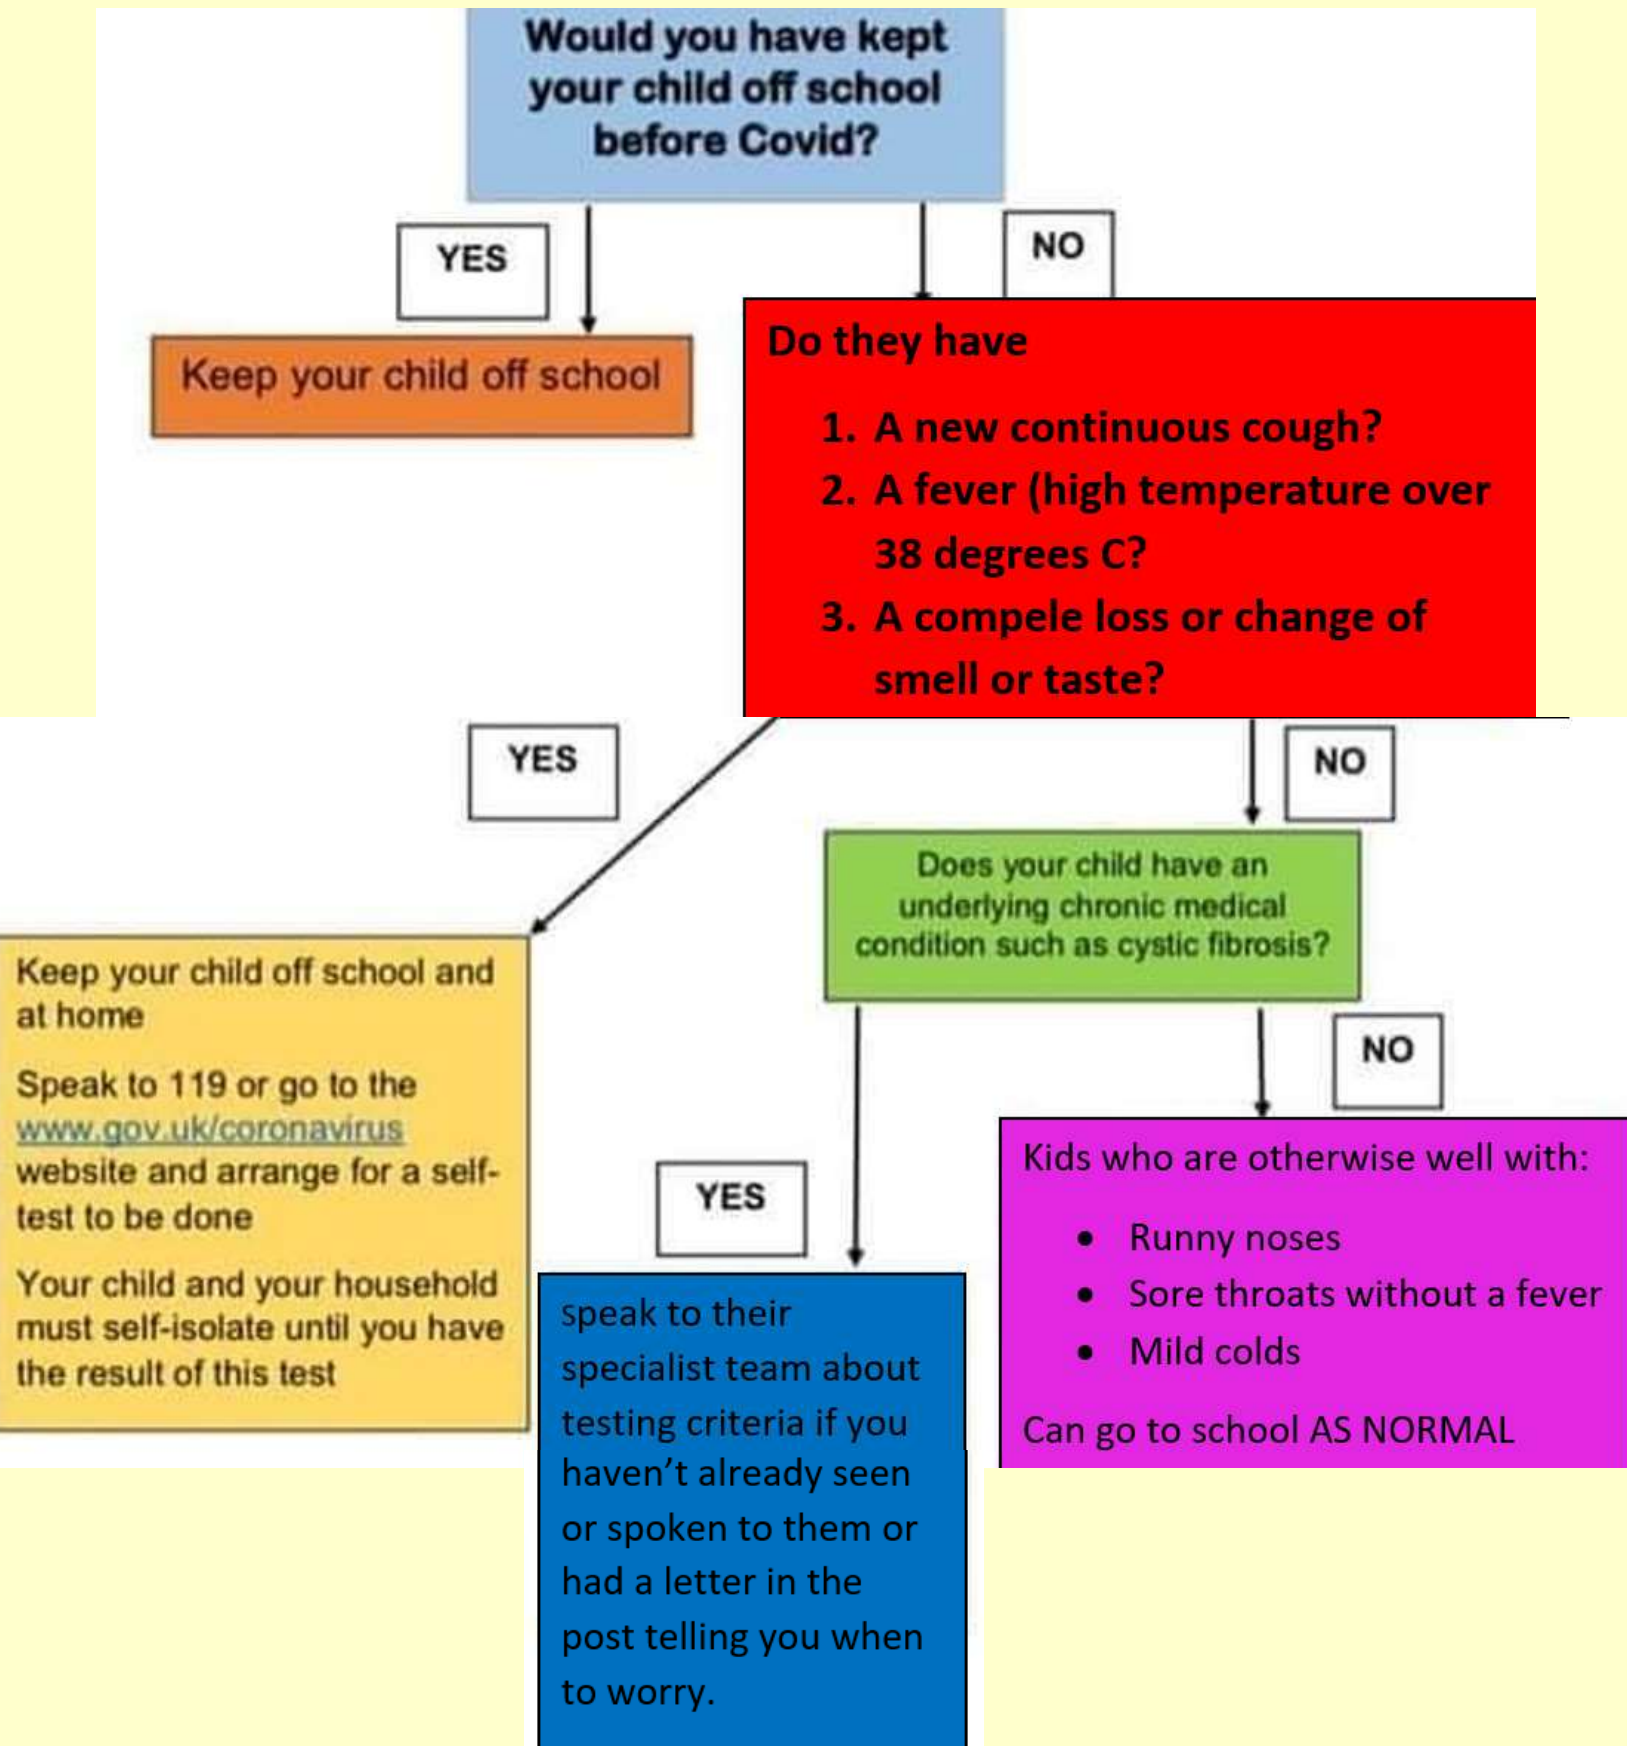 Would you have kept
your child off school
before Covid?
YES
NO
Keep your child off school
Do they have
1. A new continuous cough?
2. A fever (high temperature over
38 degrees C?
3. A compele loss or change of
smell or taste?
YES
NO
Does your child have an
underlying chronic medical
condition such as cystic fibrosis?
Keep your child off school and
at home
Speak to 119 or go to the
www.gov.uk/coronavirus
website and arrange for a self-
test to be done
Your child and your household
must self-isolate until you have
the result of this test
YES
NO
speak to their
specialist team about
testing criteria if you
haven't already seen
or spoken to them or
had a letter in the
post telling you when
to worry.
Kids who are otherwise well with:
• Runny noses
• Sore throats without a fever
• Mild colds
Can go to school AS NORMAL